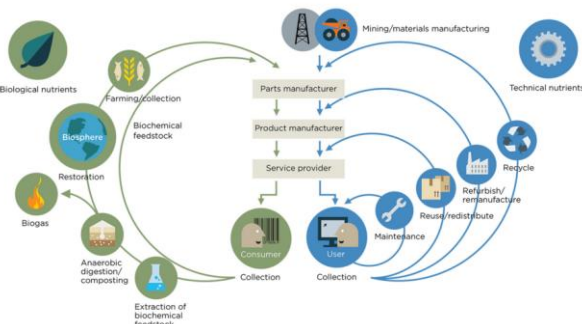 Mining/materials manufacturing
Biological nutrients
Technical nutrients
Farming/collection
Parts manufacturer
Biochemical
feedstock
Product manufacturer
Biosphere
Restoration
Service provider
Recycle
Refurbish/
remanufacture
Reuse/redistribute
Biogas
Maintenance
Consumer
User
Anaerobic
digestion/
composting
Collection
Collection
Extraction of
biochemical
feedstock